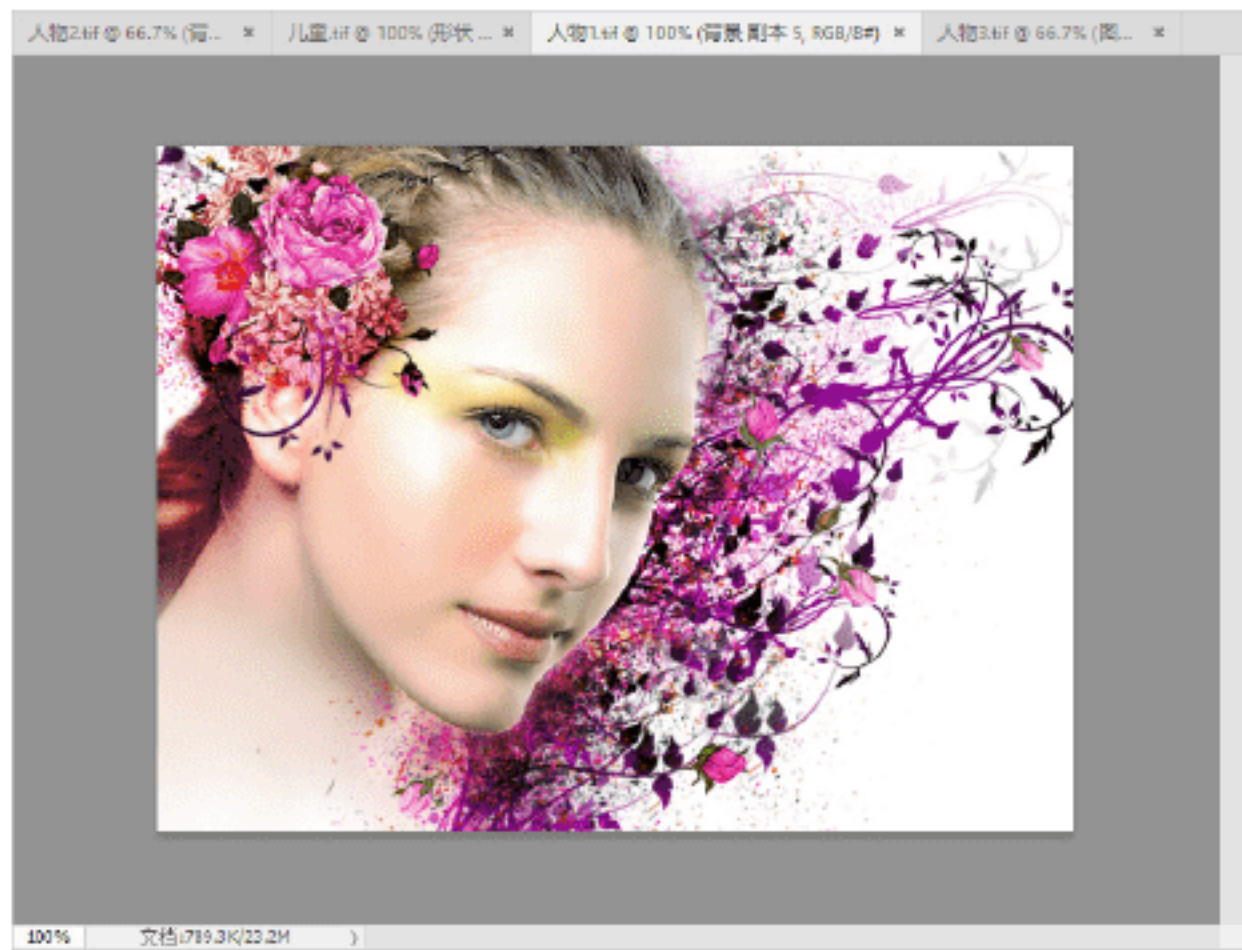 人物2.tif @ 66.7% (背... × 儿童.tif @ 100% (形状 ... × 人物1.tif @ 100% (背景 副本 5, RGB/8#) × 人物3.tif @ 66.7% (图... ×
100% 文档:789.3K/23.2M